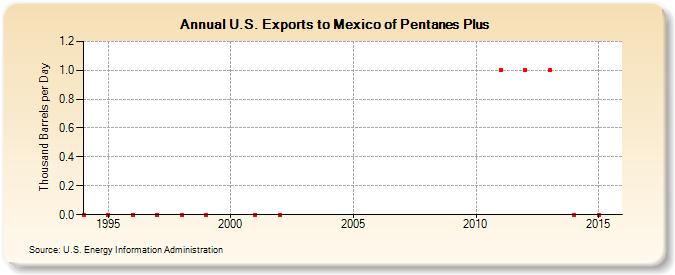 Annual U.S. Exports to Mexico of Pentanes Plus
Thousand Barrels per Day
1.2
1.0
0.8
0.6
0.4
0.2
0.0
1995 2000 2005 2010 2015
Source: U.S. Energy Information Administration